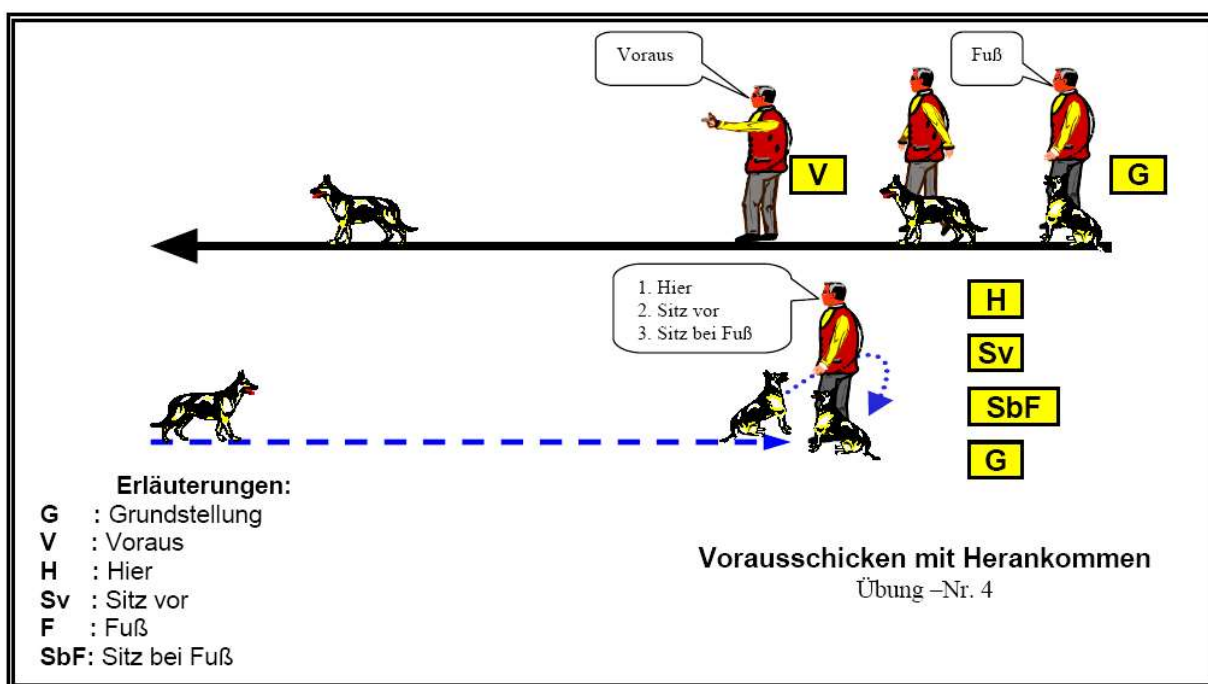 Voraus
Fuß
V
G
1. Hier
2. Sitz vor
3. Sitz bei Fuß
H
Sv
SbF
G
Erläuterungen:
G : Grundstellung
V : Voraus
H : Hier
Sv : Sitz vor
F : Fuß
SbF: Sitz bei Fuß
Vorausschicken mit Herankommen
Übung –Nr. 4